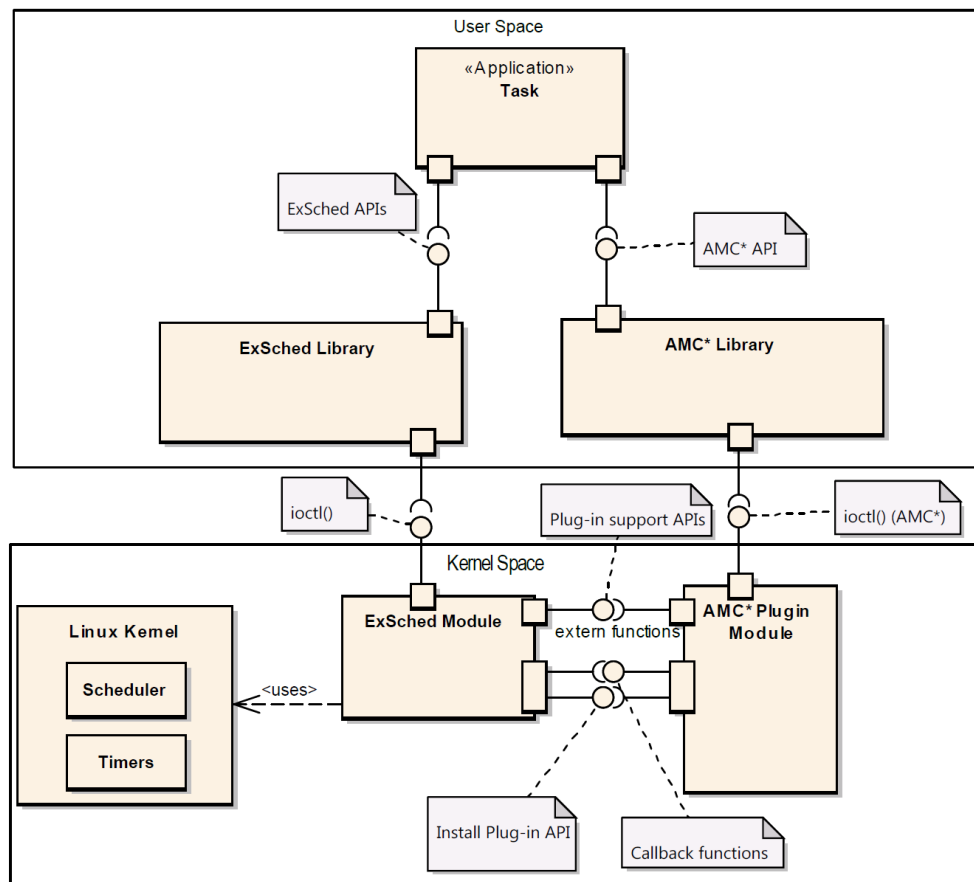 User Space
«Application»
Task
ExSched APIs
AMC* API
ExSched Library
AMC* Library
ioctl()
Plug-in support APIs
ioctl() (AMC*)
Kernel Space
Linux Kernel
Scheduler
Timers
<uses>
ExSched Module
extern functions
AMC* Plugin
Module
Install Plug-in API
Callback functions